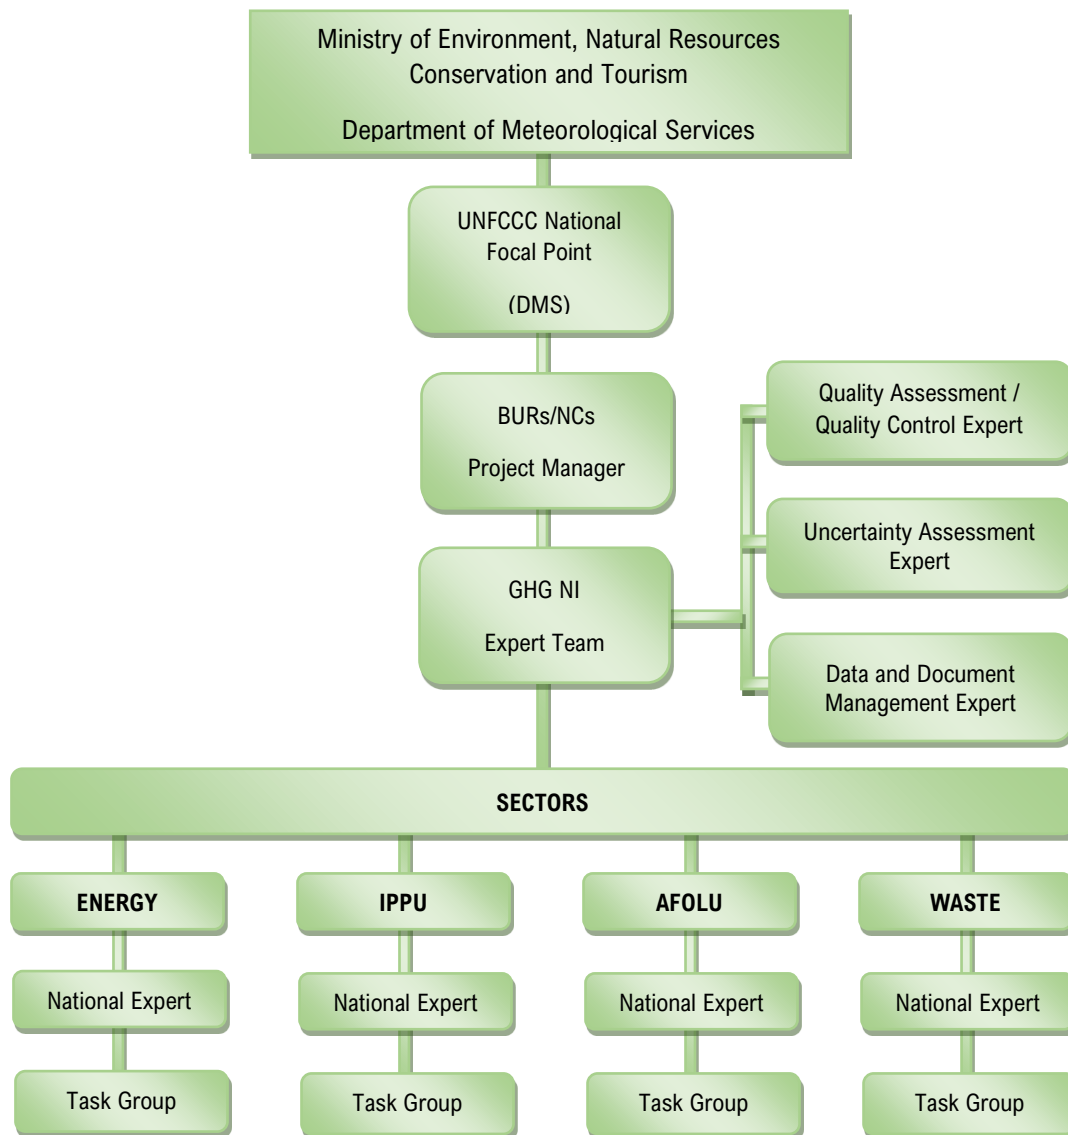 Ministry of Environment, Natural Resources
Conservation and Tourism
Department of Meteorological Services
UNFCCC National
Focal Point
(DMS)
BURs/NCs
Project Manager
GHG NI
Expert Team
Quality Assessment /
Quality Control Expert
Uncertainty Assessment
Expert
Data and Document
Management Expert
SECTORS
ENERGY
IPPU
AFOLU
WASTE
National Expert
National Expert
National Expert
National Expert
Task Group
Task Group
Task Group
Task Group